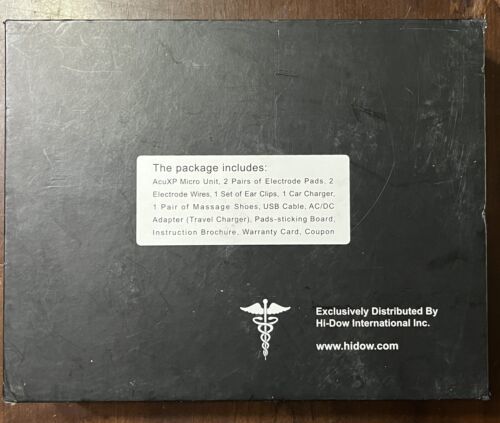 The package includes:
AcuXP Micro Unit, 2 Pairs of Electrode Pads, 2
Electrode Wires, 1 Set of Ear Clips, 1 Car Charger,
1 Pair of Massage Shoes, USB Cable, AC/DC
Adapter (Travel Charger), Pads-sticking Board,
Instruction Brochure, Warranty Card, Coupon
Exclusively Distributed By
Hi-Dow International Inc.
www.hidow.com